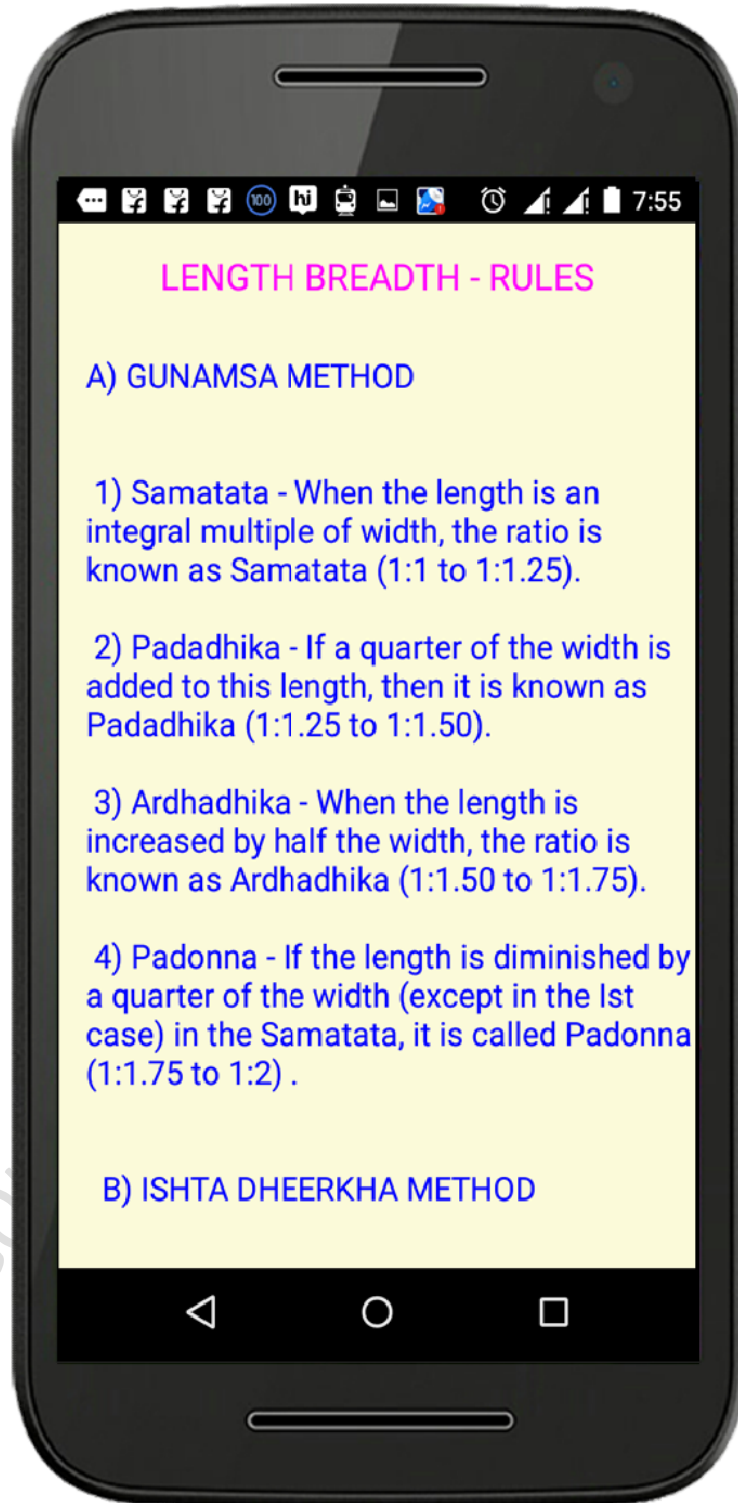 100
hi
7:55
LENGTH BREADTH - RULES
A) GUNAMSA METHOD
1) Samatata - When the length is an
integral multiple of width, the ratio is
known as Samatata (1:1 to 1:1.25).
2) Padadhika - If a quarter of the width is
added to this length, then it is known as
Padadhika (1:1.25 to 1:1.50).
3) Ardhadhika - When the length is
increased by half the width, the ratio is
known as Ardhadhika (1:1.50 to 1:1.75).
4) Padonna - If the length is diminished by
a quarter of the width (except in the Ist
case) in the Samatata, it is called Padonna
(1:1.75 to 1:2) .
B) ISHTA DHEERKHA METHOD